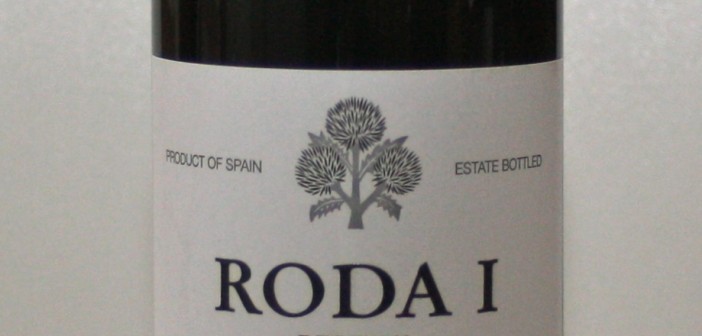 PRODUCT OF SPAIN
ESTATE BOTTLED
RODA I